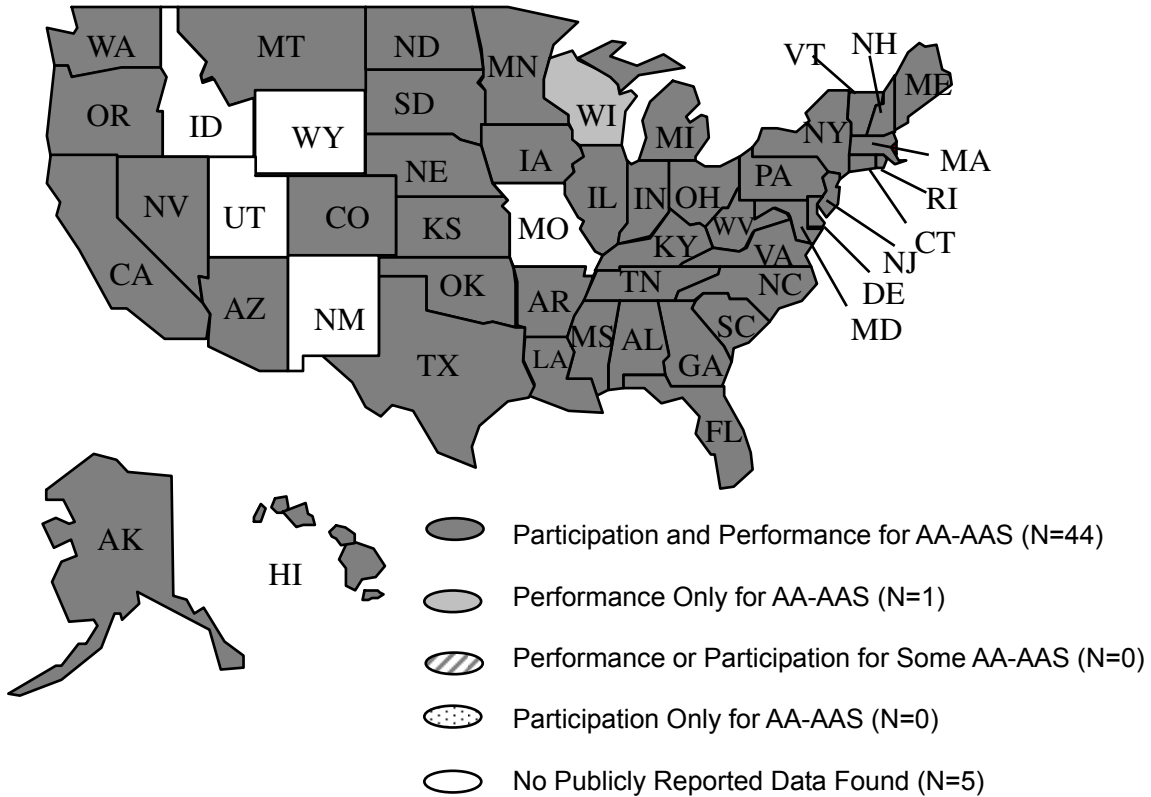 WA
MT
ND
MN
VT
NH
ME
OR
ID
WY
SD
WI
MI
NY
MA
NV
UT
CO
NE
IA
IL
IN
OH
PA
RI
CT
NJ
CA
KS
MO
KY
WV
VA
DE
MD
AZ
NM
OK
AR
TN
NC
SC
TX
LA
MS
AL
GA
FL
AK
HI
Participation and Performance for AA-AAS (N=44)
Performance Only for AA-AAS (N=1)
Performance or Participation for Some AA-AAS (N=0)
Participation Only for AA-AAS (N=0)
No Publicly Reported Data Found (N=5)